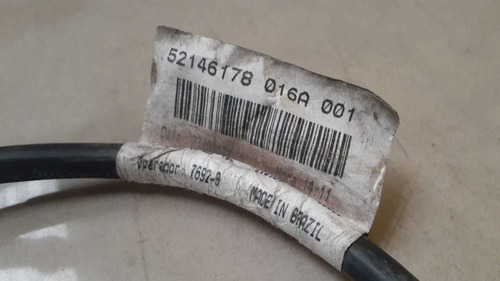 52146178 016A 001
Operador: 7692-8
MADE IN BRAZIL